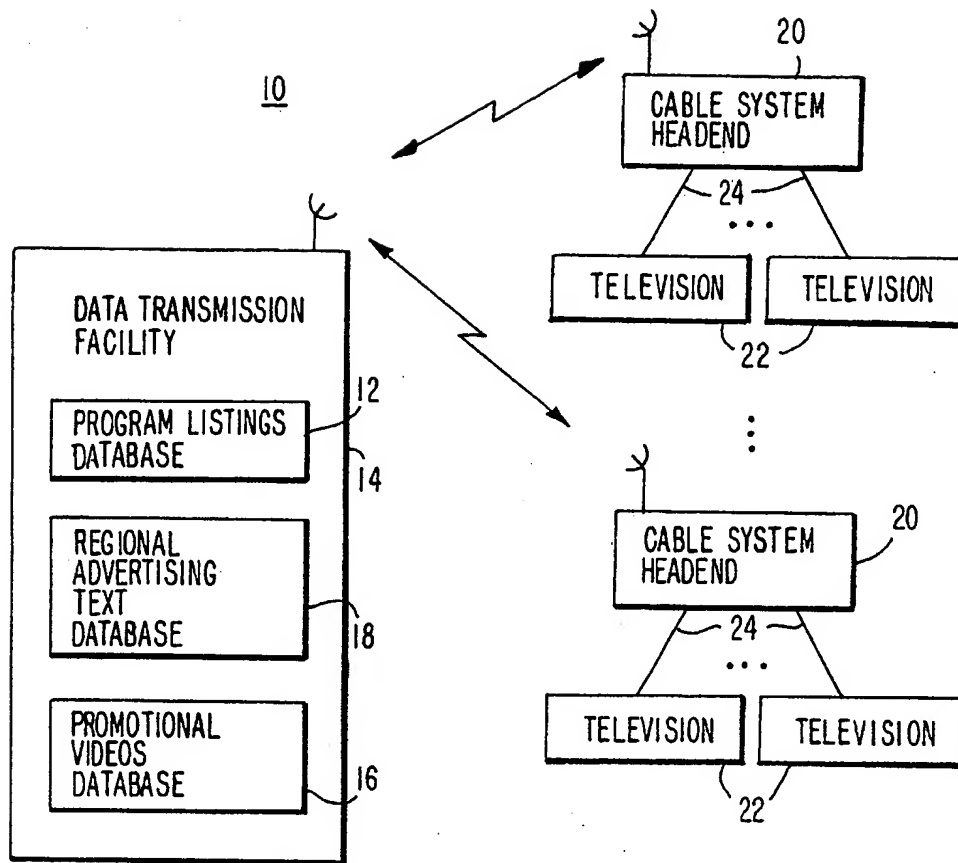 10
DATA TRANSMISSION
FACILITY
12
PROGRAM LISTINGS
DATABASE
14
REGIONAL
ADVERTISING
TEXT
DATABASE
18
PROMOTIONAL
VIDEOS
DATABASE
16
20
CABLE SYSTEM
HEADEND
24
TELEVISION
TELEVISION
22
20
CABLE SYSTEM
HEADEND
24
TELEVISION
TELEVISION
22